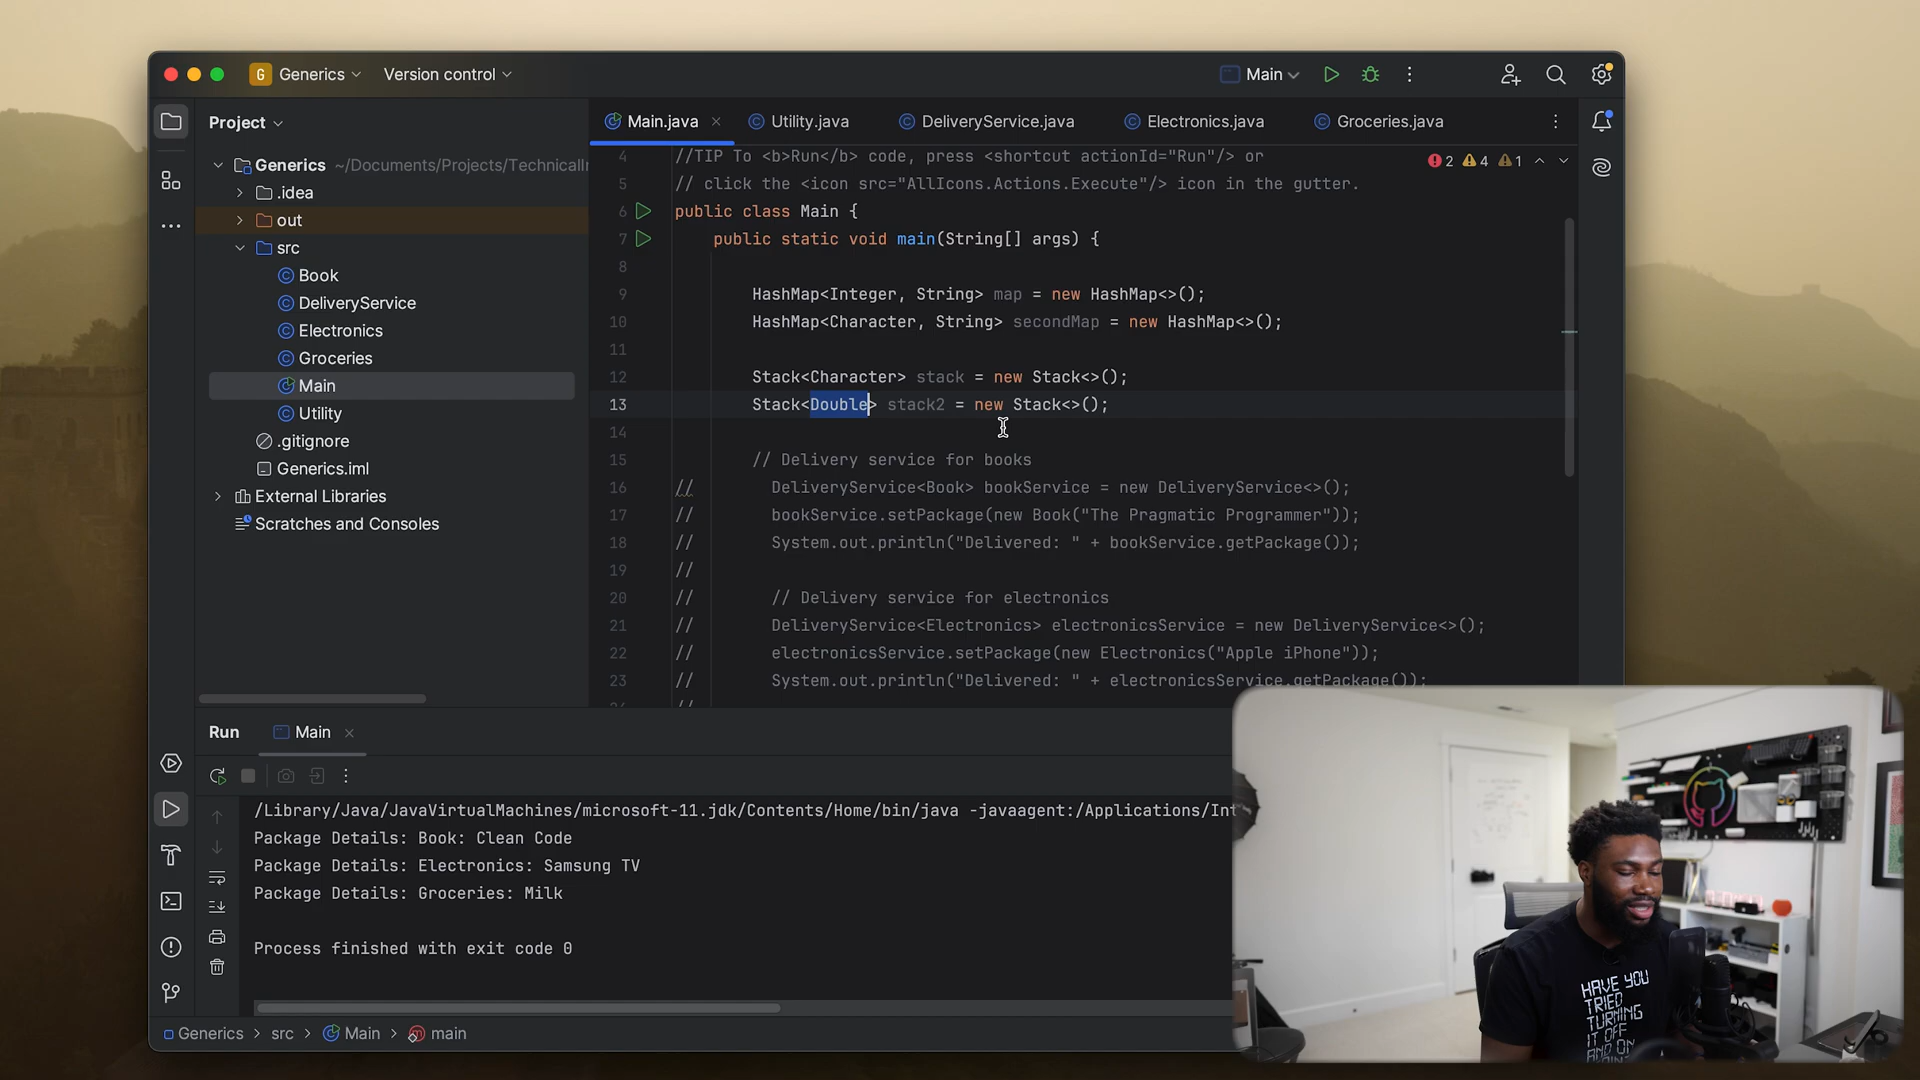 G Generics Version control Main
Project
Main.java Utility.java DeliveryService.java Electronics.java Groceries.java
Generics ~/Documents/Projects/TechnicalIn
.idea
out
src
Book
DeliveryService
Electronics
Groceries
Main
Utility
.gitignore
Generics.iml
External Libraries
Scratches and Consoles
2 4 1
4 //TIP To <b>Run</b> code, press <shortcut actionId="Run"/> or
5 // click the <icon src="AllIcons.Actions.Execute"/> icon in the gutter.
6 public class Main {
7 public static void main(String[] args) {
8
9 HashMap<Integer, String> map = new HashMap<>();
10 HashMap<Character, String> secondMap = new HashMap<>();
11
12 Stack<Character> stack = new Stack<>();
13 Stack<Double> stack2 = new Stack<>();
14
15 // Delivery service for books
16 // DeliveryService<Book> bookService = new DeliveryService<>();
17 // bookService.setPackage(new Book("The Pragmatic Programmer"));
18 // System.out.println("Delivered: " + bookService.getPackage());
19 //
20 // // Delivery service for electronics
21 // DeliveryService<Electronics> electronicsService = new DeliveryService<>();
22 // electronicsService.setPackage(new Electronics("Apple iPhone"));
23 // System.out.println("Delivered: " + electronicsService.getPackage());
Run Main
/Library/Java/JavaVirtualMachines/microsoft-11.jdk/Contents/Home/bin/java -javaagent:/Applications/Int
Package Details: Book: Clean Code
Package Details: Electronics: Samsung TV
Package Details: Groceries: Milk
Process finished with exit code 0
Generics > src > Main > main
HAVE YOU
TRIED
TURNING
IT OFF
AND ON